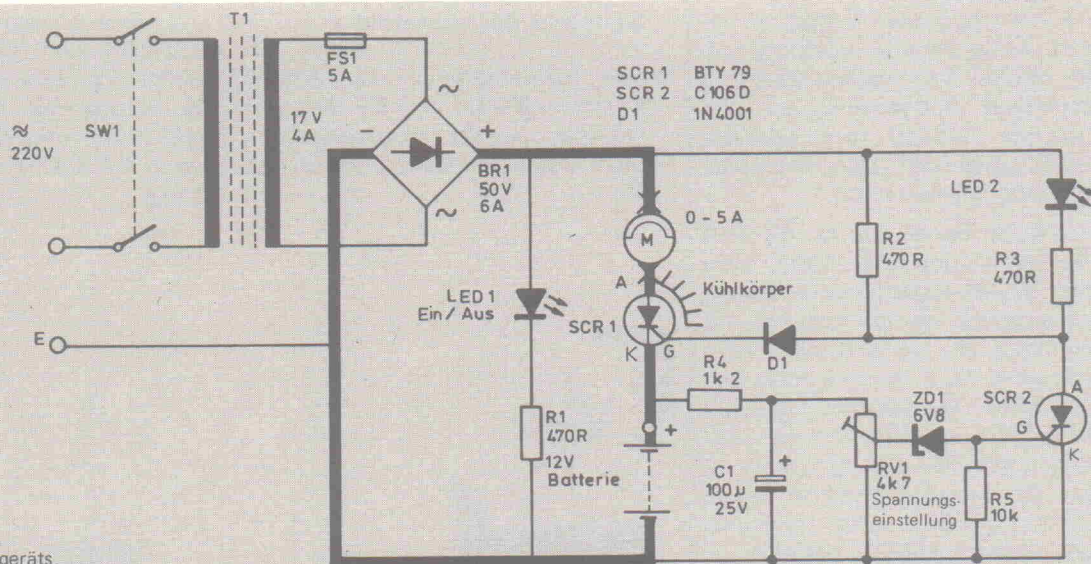 T1
FS1
5A
SCR 1 BTY 79
SCR 2 C106D
D1 1N4001
≈
220V
SW1
17V
4A
~
−
+
BR1
50V
6A
~
LED 2
0 - 5A
M
R2
470R
R3
470R
A
Kühlkörper
LED 1
Ein / Aus
SCR 1
E
K
G
D1
R4
1k2
ZD1
6V8
SCR 2
A
G
K
R1
470R
12V
Batterie
+
C1
100µ
25V
+
RV1
4k7
Spannungs-
einstellung
R5
10k
geräts